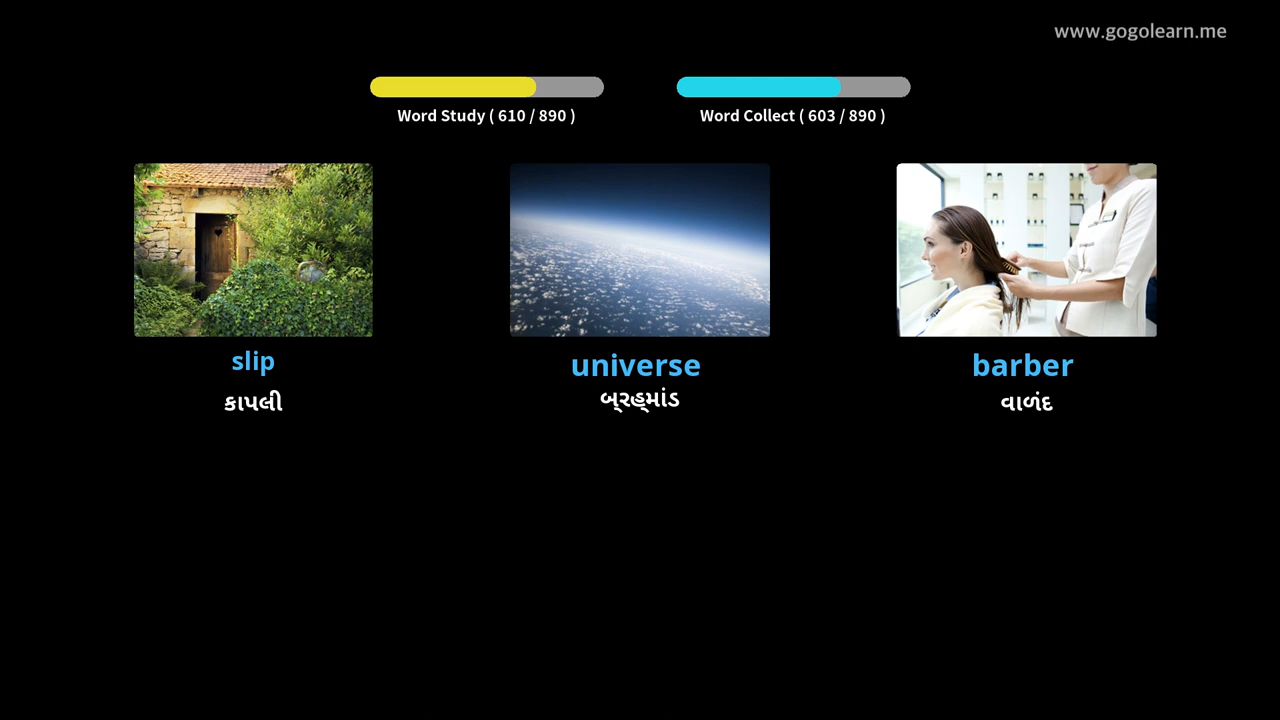 www.gogolearn.me
Word Study ( 610 / 890 )
Word Collect ( 603 / 890 )
slip
કાપલી
universe
બ્રહ્માંડ
barber
વાળંદ